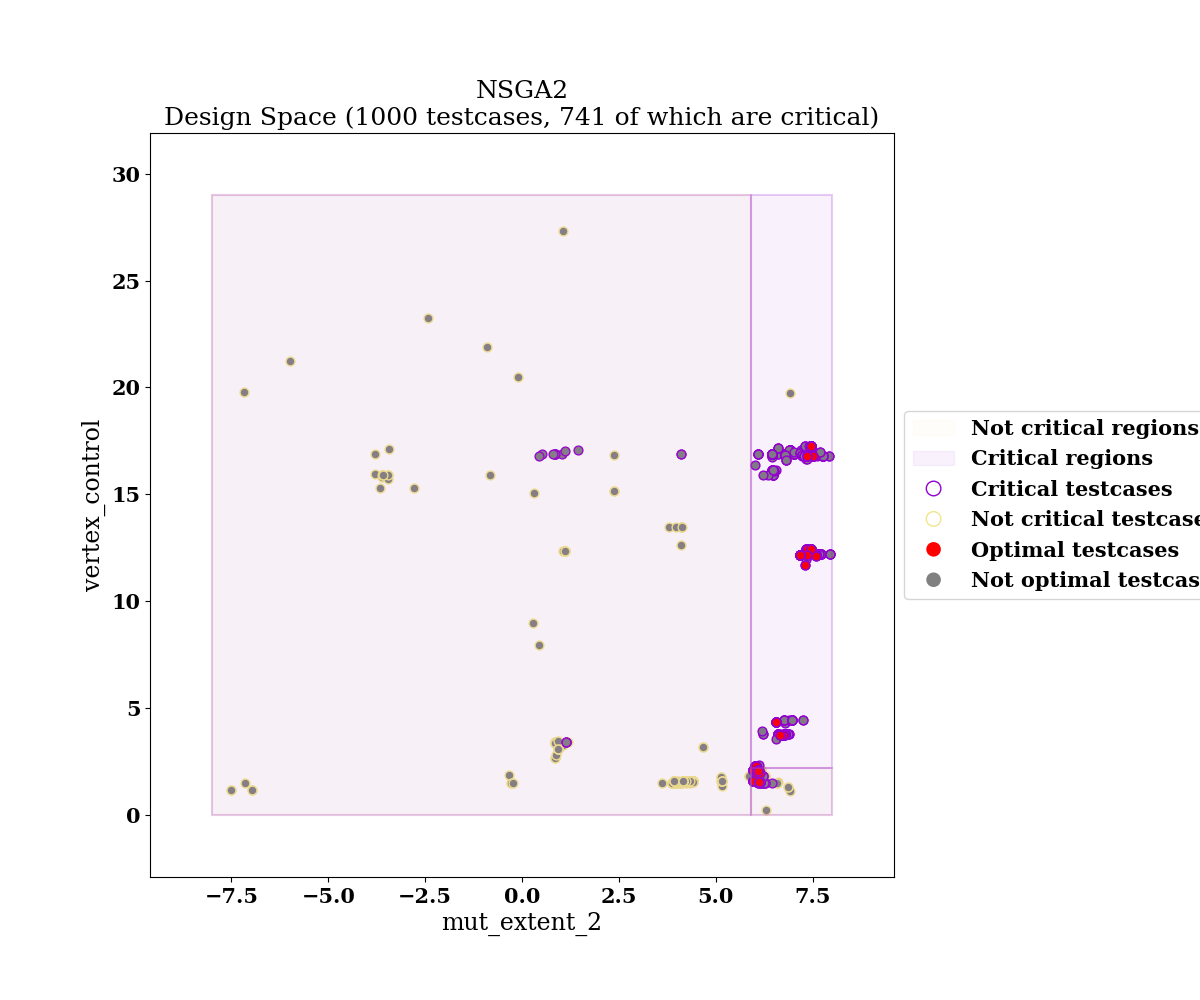 NSGA2
Design Space (1000 testcases, 741 of which are critical)
30
25
20
15
10
5
0
vertex_control
−7.5
−5.0
−2.5
0.0
2.5
5.0
7.5
mut_extent_2
Not critical regions
Critical regions
Critical testcases
Not critical testcase
Optimal testcases
Not optimal testcas